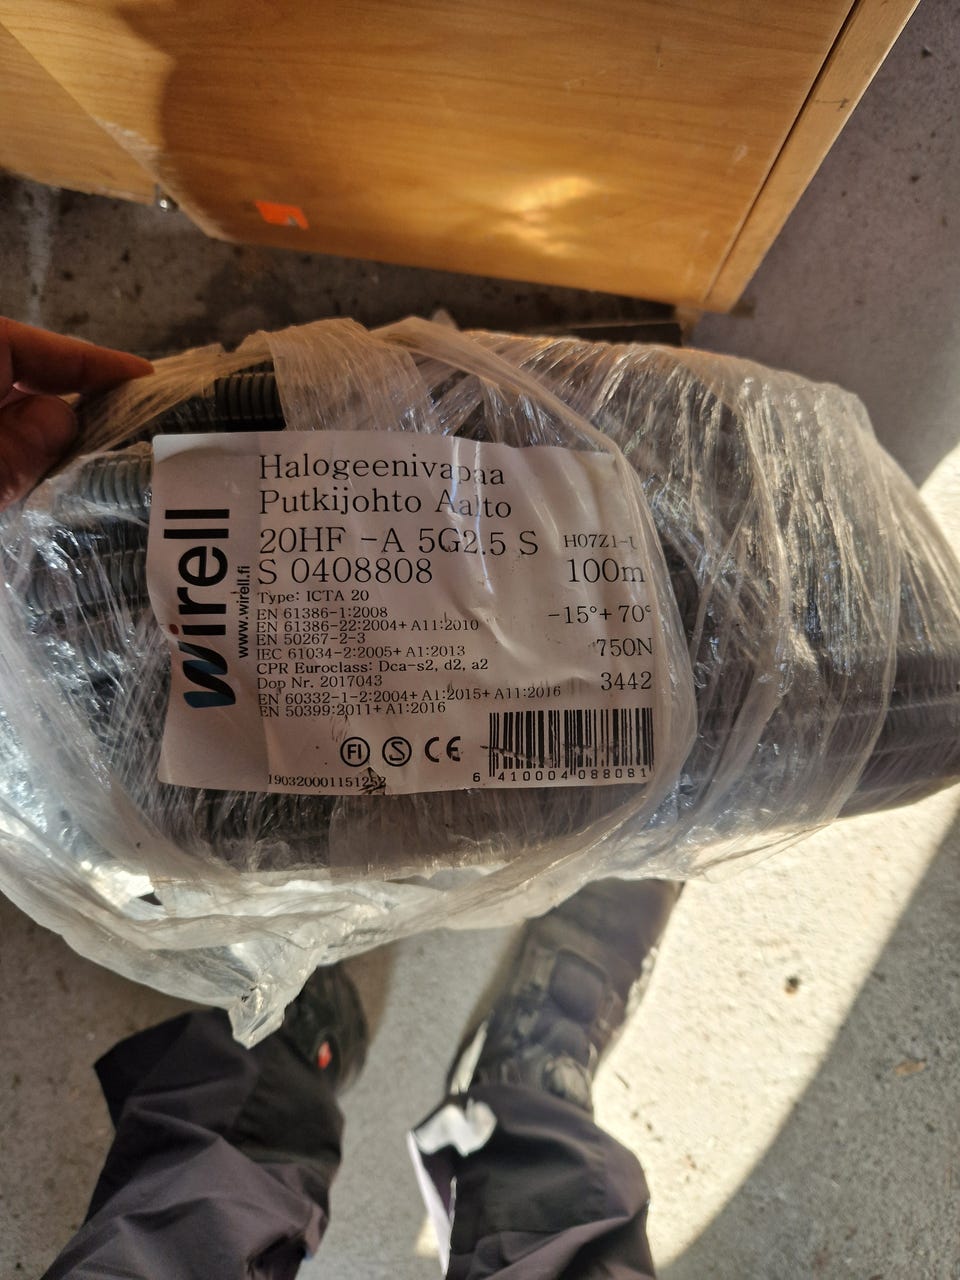 wirell
www.wirell.fi
Halogeenivapaa
Putkijohto Aalto
20HF -A 5G2.5 S
H07Z1-U
S 0408808
100m
Type: ICTA 20
EN 61386-1:2008
EN 61386-22:2004+A11:2010
-15°+70°
EN 50267-2-3
IEC 61034-2:2005+A1:2013
750N
CPR Euroclass: Dca-s2, d2, a2
Dop Nr. 2017043
3442
EN 60332-1-2:2004+A1:2015+A11:2016
EN 50399:2011+A1:2016
FI S CE
6 410004 088081
190320001151252